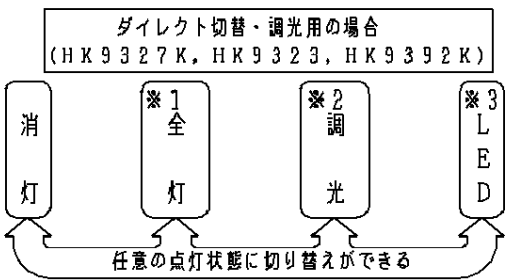 ダイレクト切替・調光用の場合
(HK9327K, HK9323, HK9392K)
消灯
※1
全灯
※2
調光
※3
LED
任意の点灯状態に切り替えができる